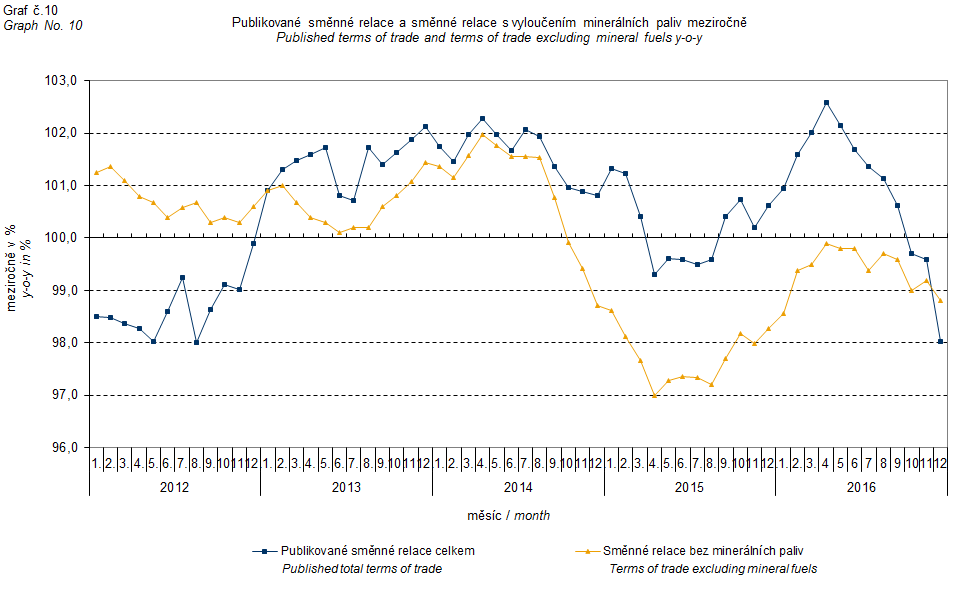 Graf č.10
Graph No. 10
Publikované směnné relace a směnné relace s vyloučením minerálních paliv meziročně
Published terms of trade and terms of trade excluding mineral fuels y-o-y
103,0
102,0
101,0
100,0
99,0
98,0
97,0
96,0
meziročně v %
y-o-y in %
1. 2. 3. 4. 5. 6. 7. 8. 9. 10 11 12 1. 2. 3. 4. 5. 6. 7. 8. 9. 10 11 12 1. 2. 3. 4. 5. 6. 7. 8. 9. 10 11 12 1. 2. 3. 4. 5. 6. 7. 8. 9. 10 11 12 1. 2. 3. 4 5 6 7 8 9 10 11 12
2012 2013 2014 2015 2016
měsíc / month
Publikované směnné relace celkem Směnné relace bez minerálních paliv
Published total terms of trade Terms of trade excluding mineral fuels